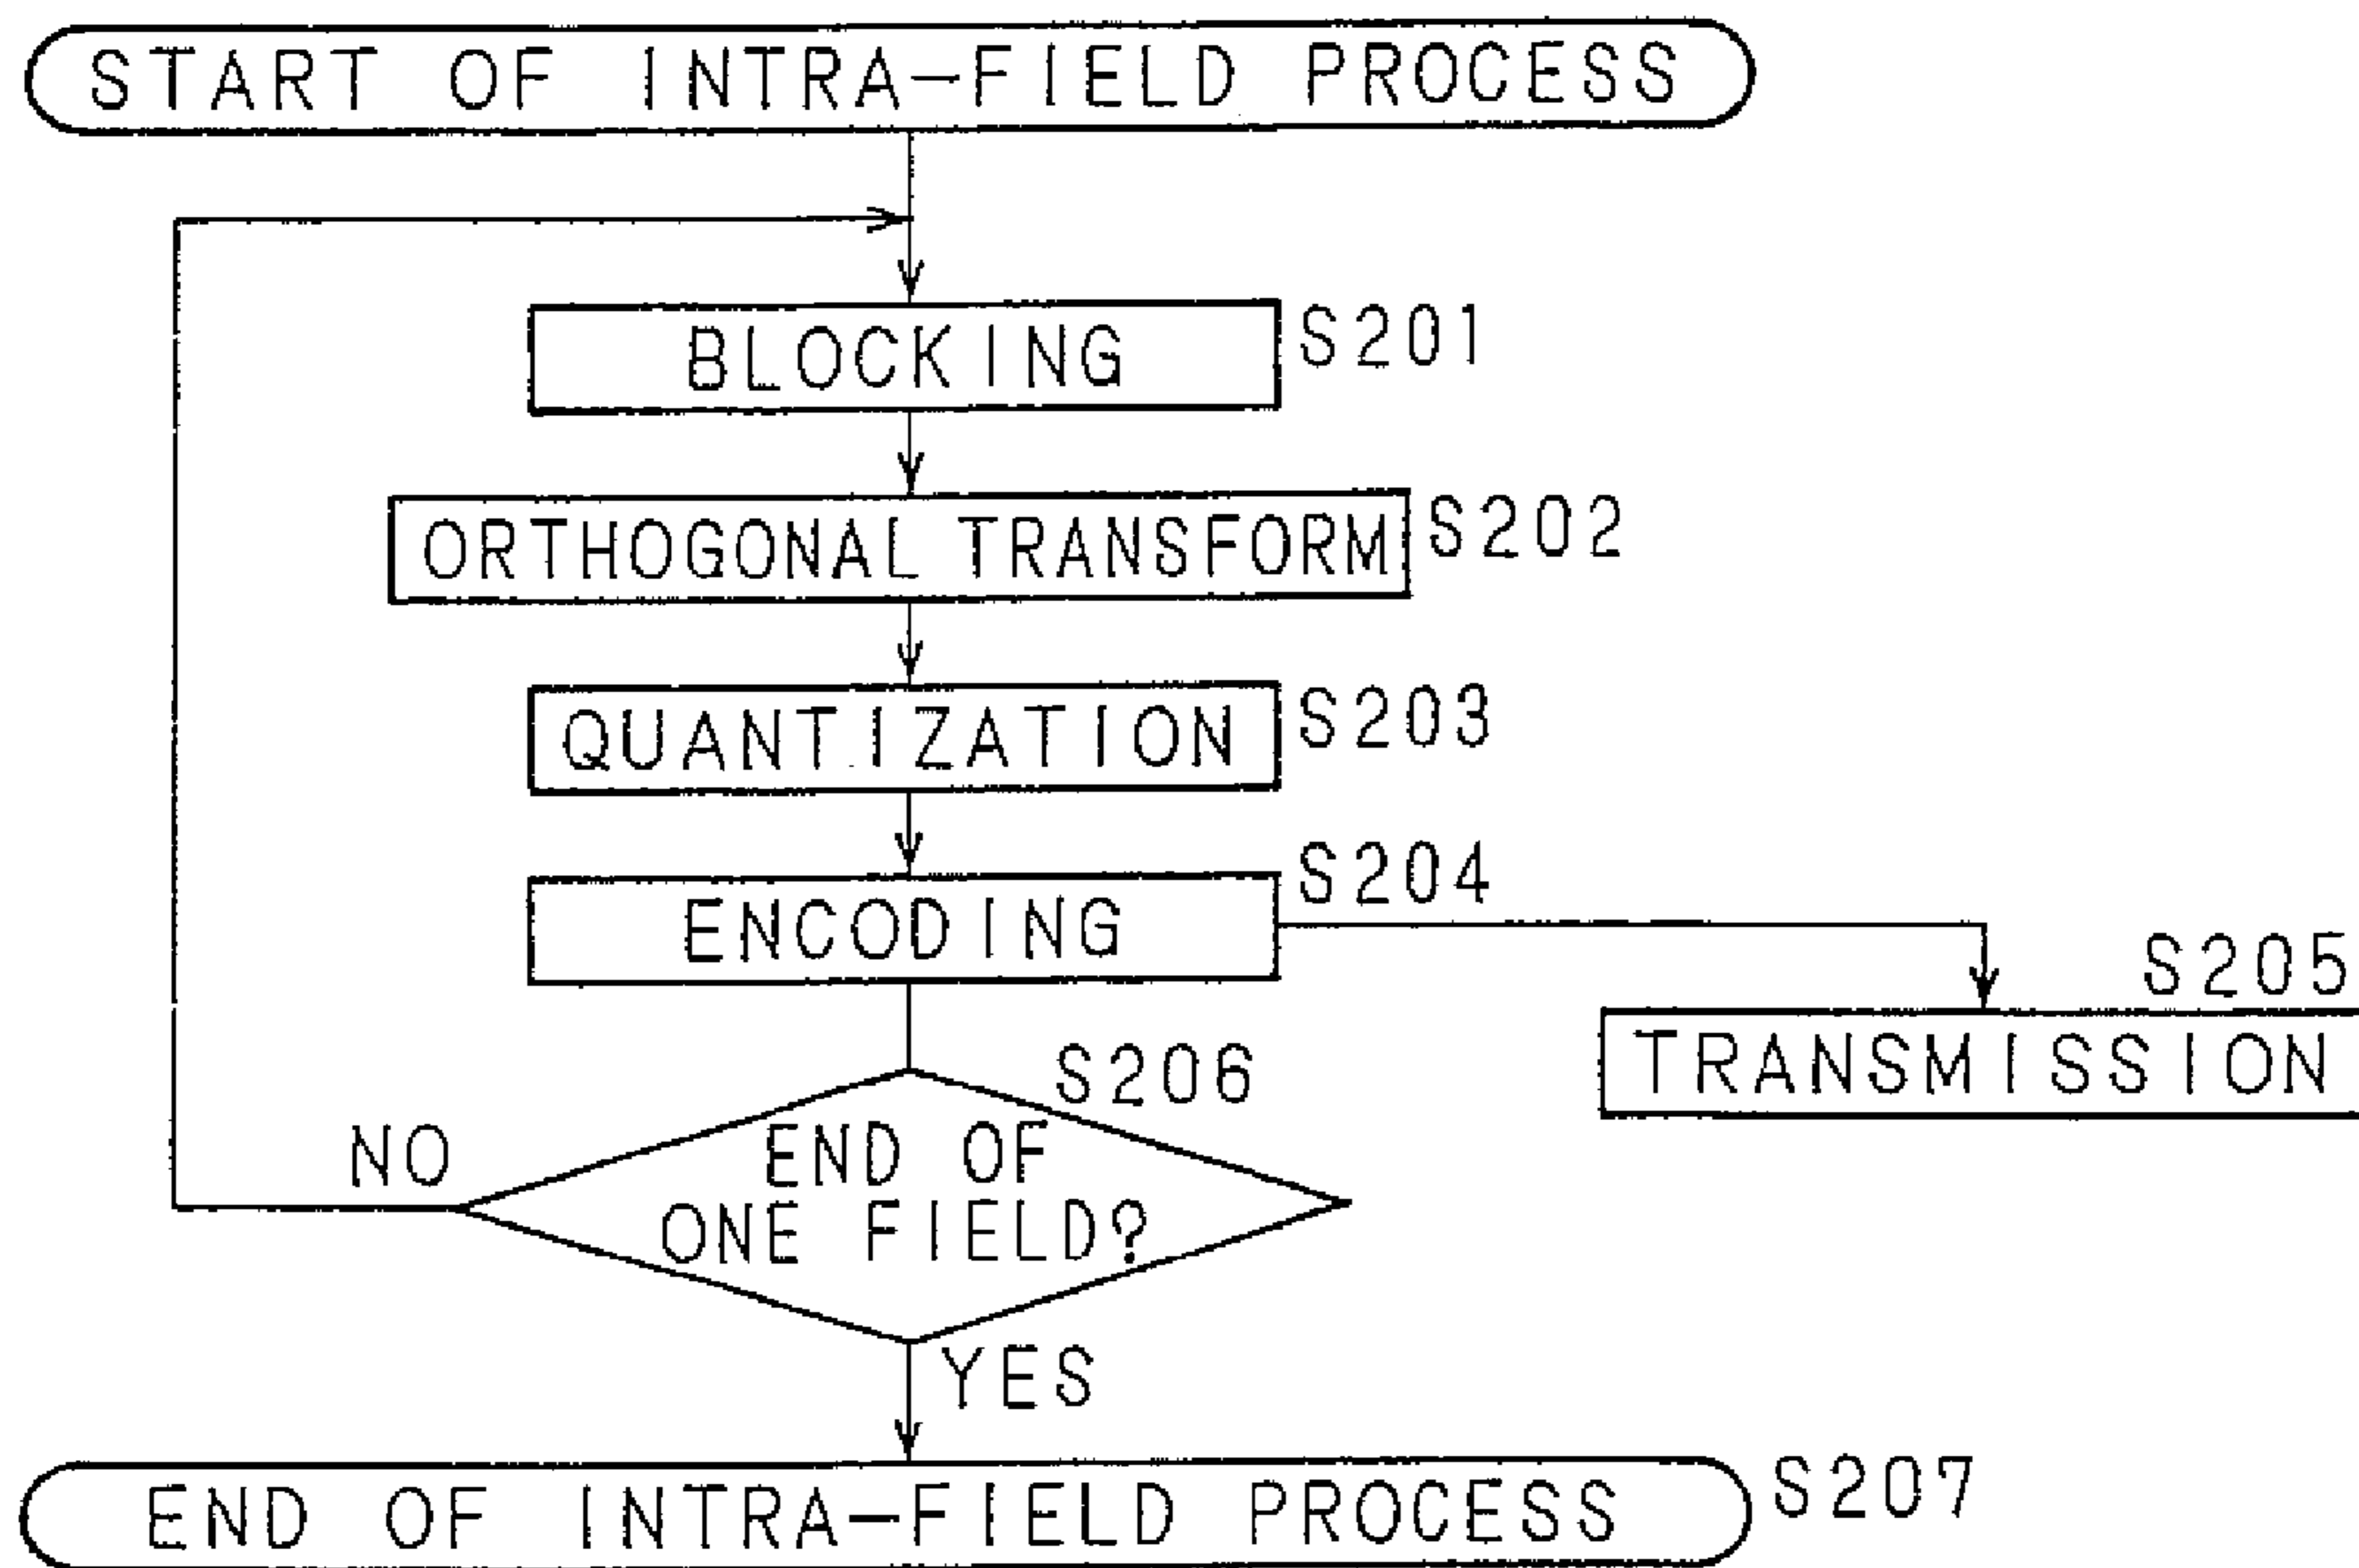 START OF INTRA-FIELD PROCESS
BLOCKING
S201
ORTHOGONAL TRANSFORM
S202
QUANTIZATION
S203
ENCODING
S204
S205
TRANSMISSION
S206
END OF
ONE FIELD?
NO
YES
END OF INTRA-FIELD PROCESS
S207